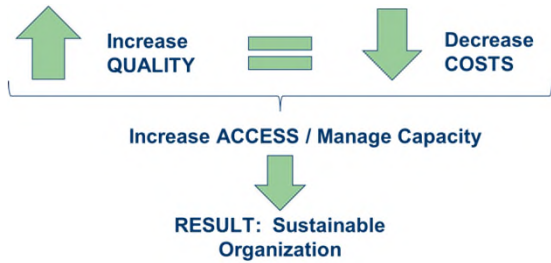 Increase
QUALITY
Decrease
COSTS
Increase ACCESS / Manage Capacity
RESULT:  Sustainable
Organization